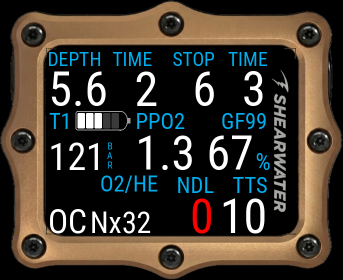 DEPTH TIME STOP TIME
5.6 2 6 3
T1 PPO2 GF99
121 BAR 1.3 67%
O2/HE NDL TTS
OC Nx32 0 10
SHEARWATER